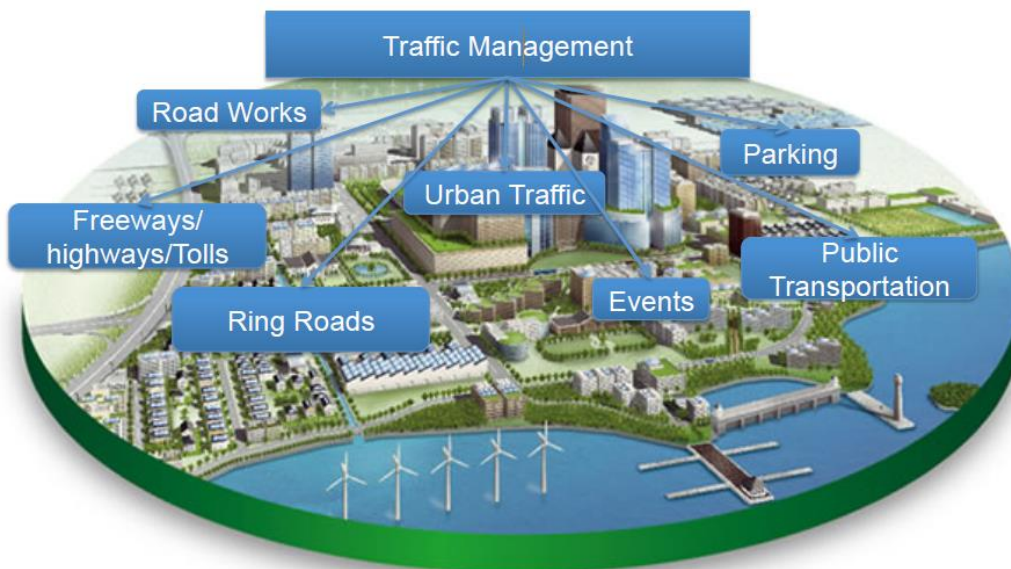 Traffic Management
Road Works
Parking
Urban Traffic
Freeways/
highways/Tolls
Public
Transportation
Ring Roads
Events